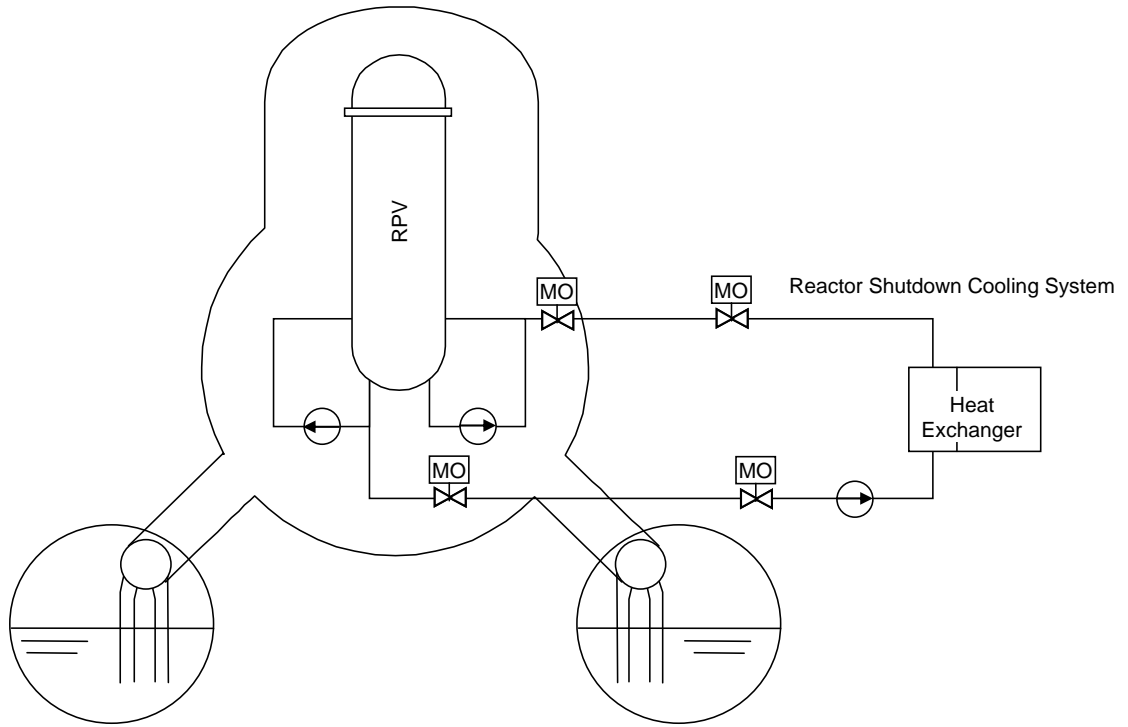 RPV
MO
MO
Reactor Shutdown Cooling System
Heat
Exchanger
MO
MO